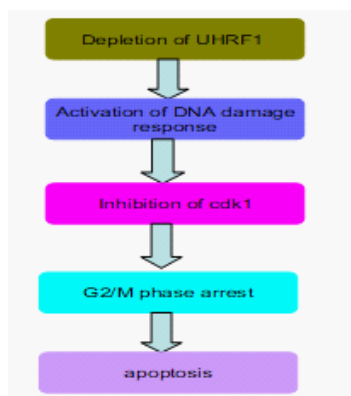 Depletion of UHRF1
Activation of DNA damage
response
Inhibition of cdk1
G2/M phase arrest
apoptosis